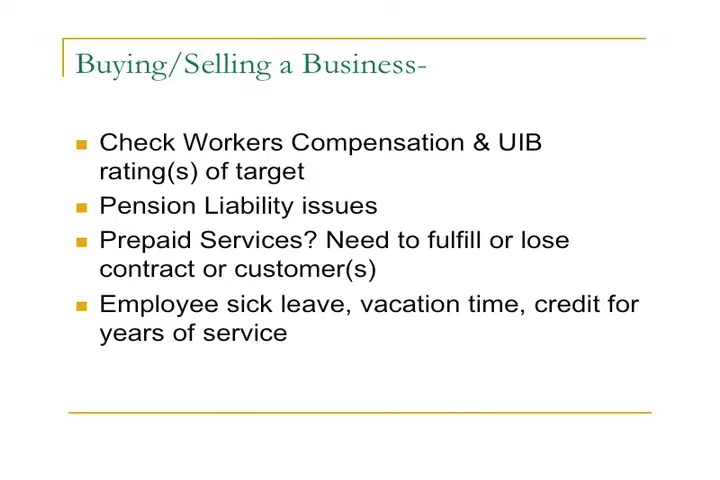 Buying/Selling a Business-
Check Workers Compensation & UIB
rating(s) of target
Pension Liability issues
Prepaid Services? Need to fulfill or lose
contract or customer(s)
Employee sick leave, vacation time, credit for
years of service